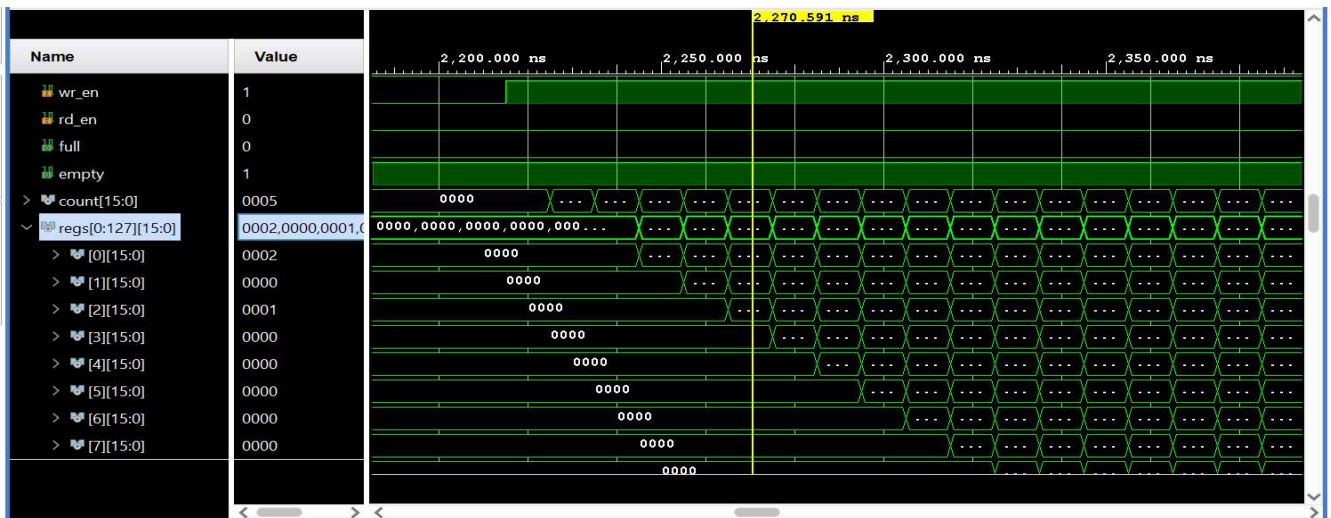 2,270.591 ns
Name Value 2,200.000 ns 2,250.000 ns 2,300.000 ns 2,350.000 ns
wr_en 1
rd_en 0
full 0
empty 1
count[15:0] 0005 0000 ... ... ... ... ... ... ... ... ... ... ... ... ... ... ... ... ...
regs[0:127][15:0] 0002,0000,0001,0 0000,0000,0000,0000,000... ... ... ... ... ... ... ... ... ... ... ... ... ... ... ...
[0][15:0] 0002 0000 ... ... ... ... ... ... ... ... ... ... ... ... ... ... ...
[1][15:0] 0000 0000 ... ... ... ... ... ... ... ... ... ... ... ... ... ...
[2][15:0] 0001 0000 ... ... ... ... ... ... ... ... ... ... ... ... ...
[3][15:0] 0000 0000 ... ... ... ... ... ... ... ... ... ... ... ...
[4][15:0] 0000 0000 ... ... ... ... ... ... ... ... ... ... ...
[5][15:0] 0000 0000 ... ... ... ... ... ... ... ... ... ...
[6][15:0] 0000 0000 ... ... ... ... ... ... ... ... ...
[7][15:0] 0000 0000 ... ... ... ... ... ... ... ...
0000